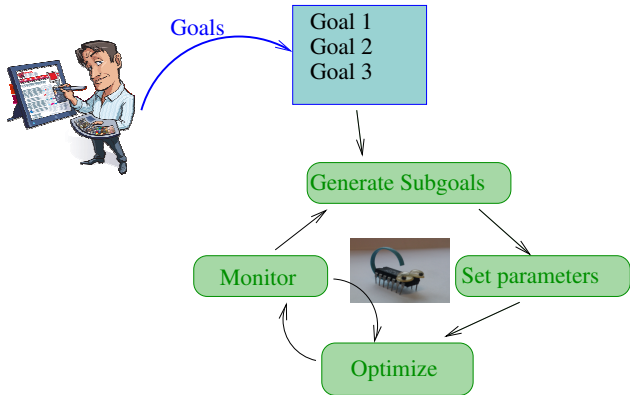 Goals
Goal 1
Goal 2
Goal 3
Generate Subgoals
Monitor
Set parameters
Optimize